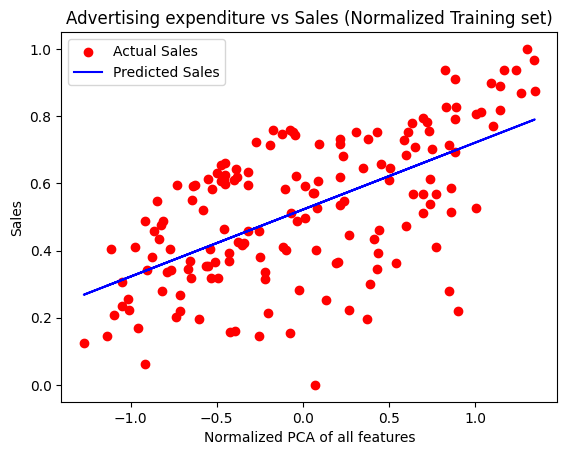 Advertising expenditure vs Sales (Normalized Training set)
Actual Sales
Predicted Sales
1.0
0.8
0.6
0.4
0.2
0.0
Sales
−1.0
−0.5
0.0
0.5
1.0
Normalized PCA of all features